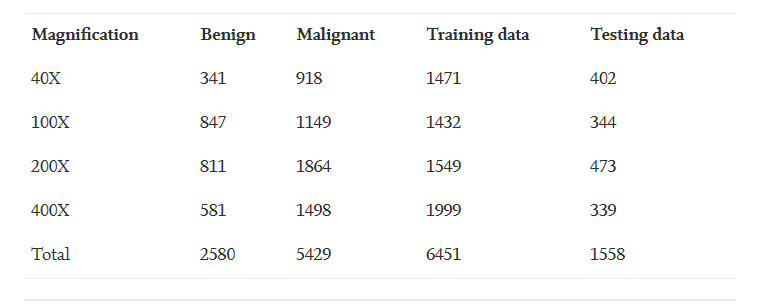 Magnification Benign Malignant Training data Testing data
40X 341 918 1471 402
100X 847 1149 1432 344
200X 811 1864 1549 473
400X 581 1498 1999 339
Total 2580 5429 6451 1558